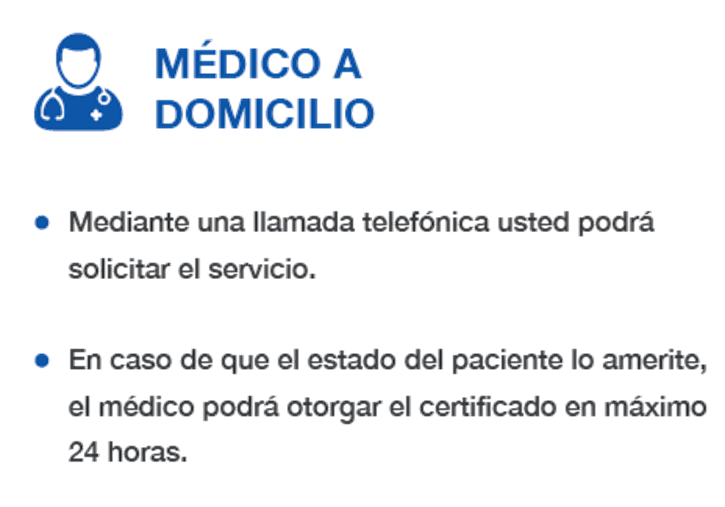 MÉDICO A
DOMICILIO
• Mediante una llamada telefónica usted podrá
solicitar el servicio.
• En caso de que el estado del paciente lo amerite,
el médico podrá otorgar el certificado en máximo
24 horas.